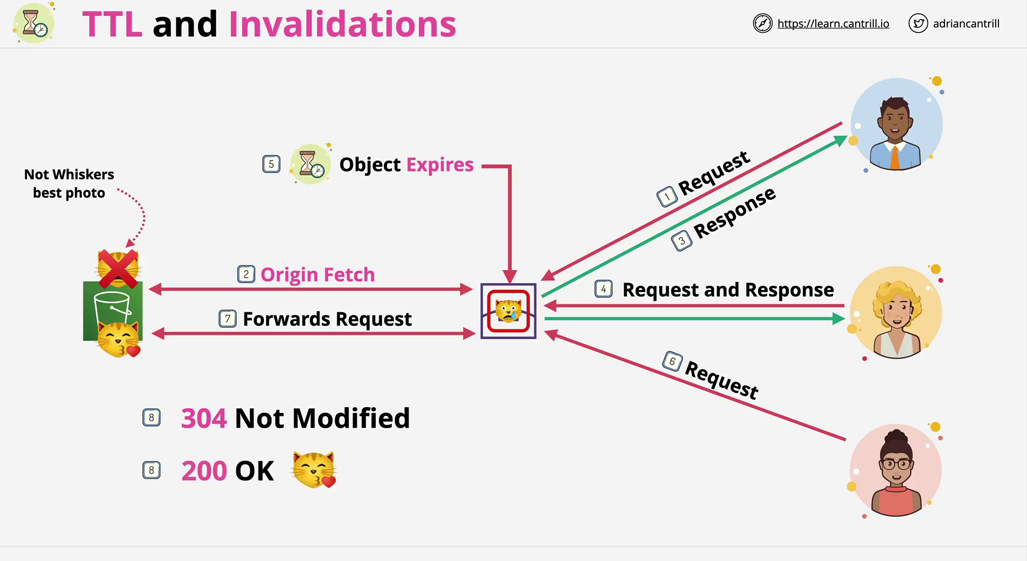 TTL and Invalidations
https://learn.cantrill.io
adriancantrill
5 Object Expires
Not Whiskers
best photo
1 Request
3 Response
2 Origin Fetch
4 Request and Response
7 Forwards Request
6 Request
8 304 Not Modified
8 200 OK